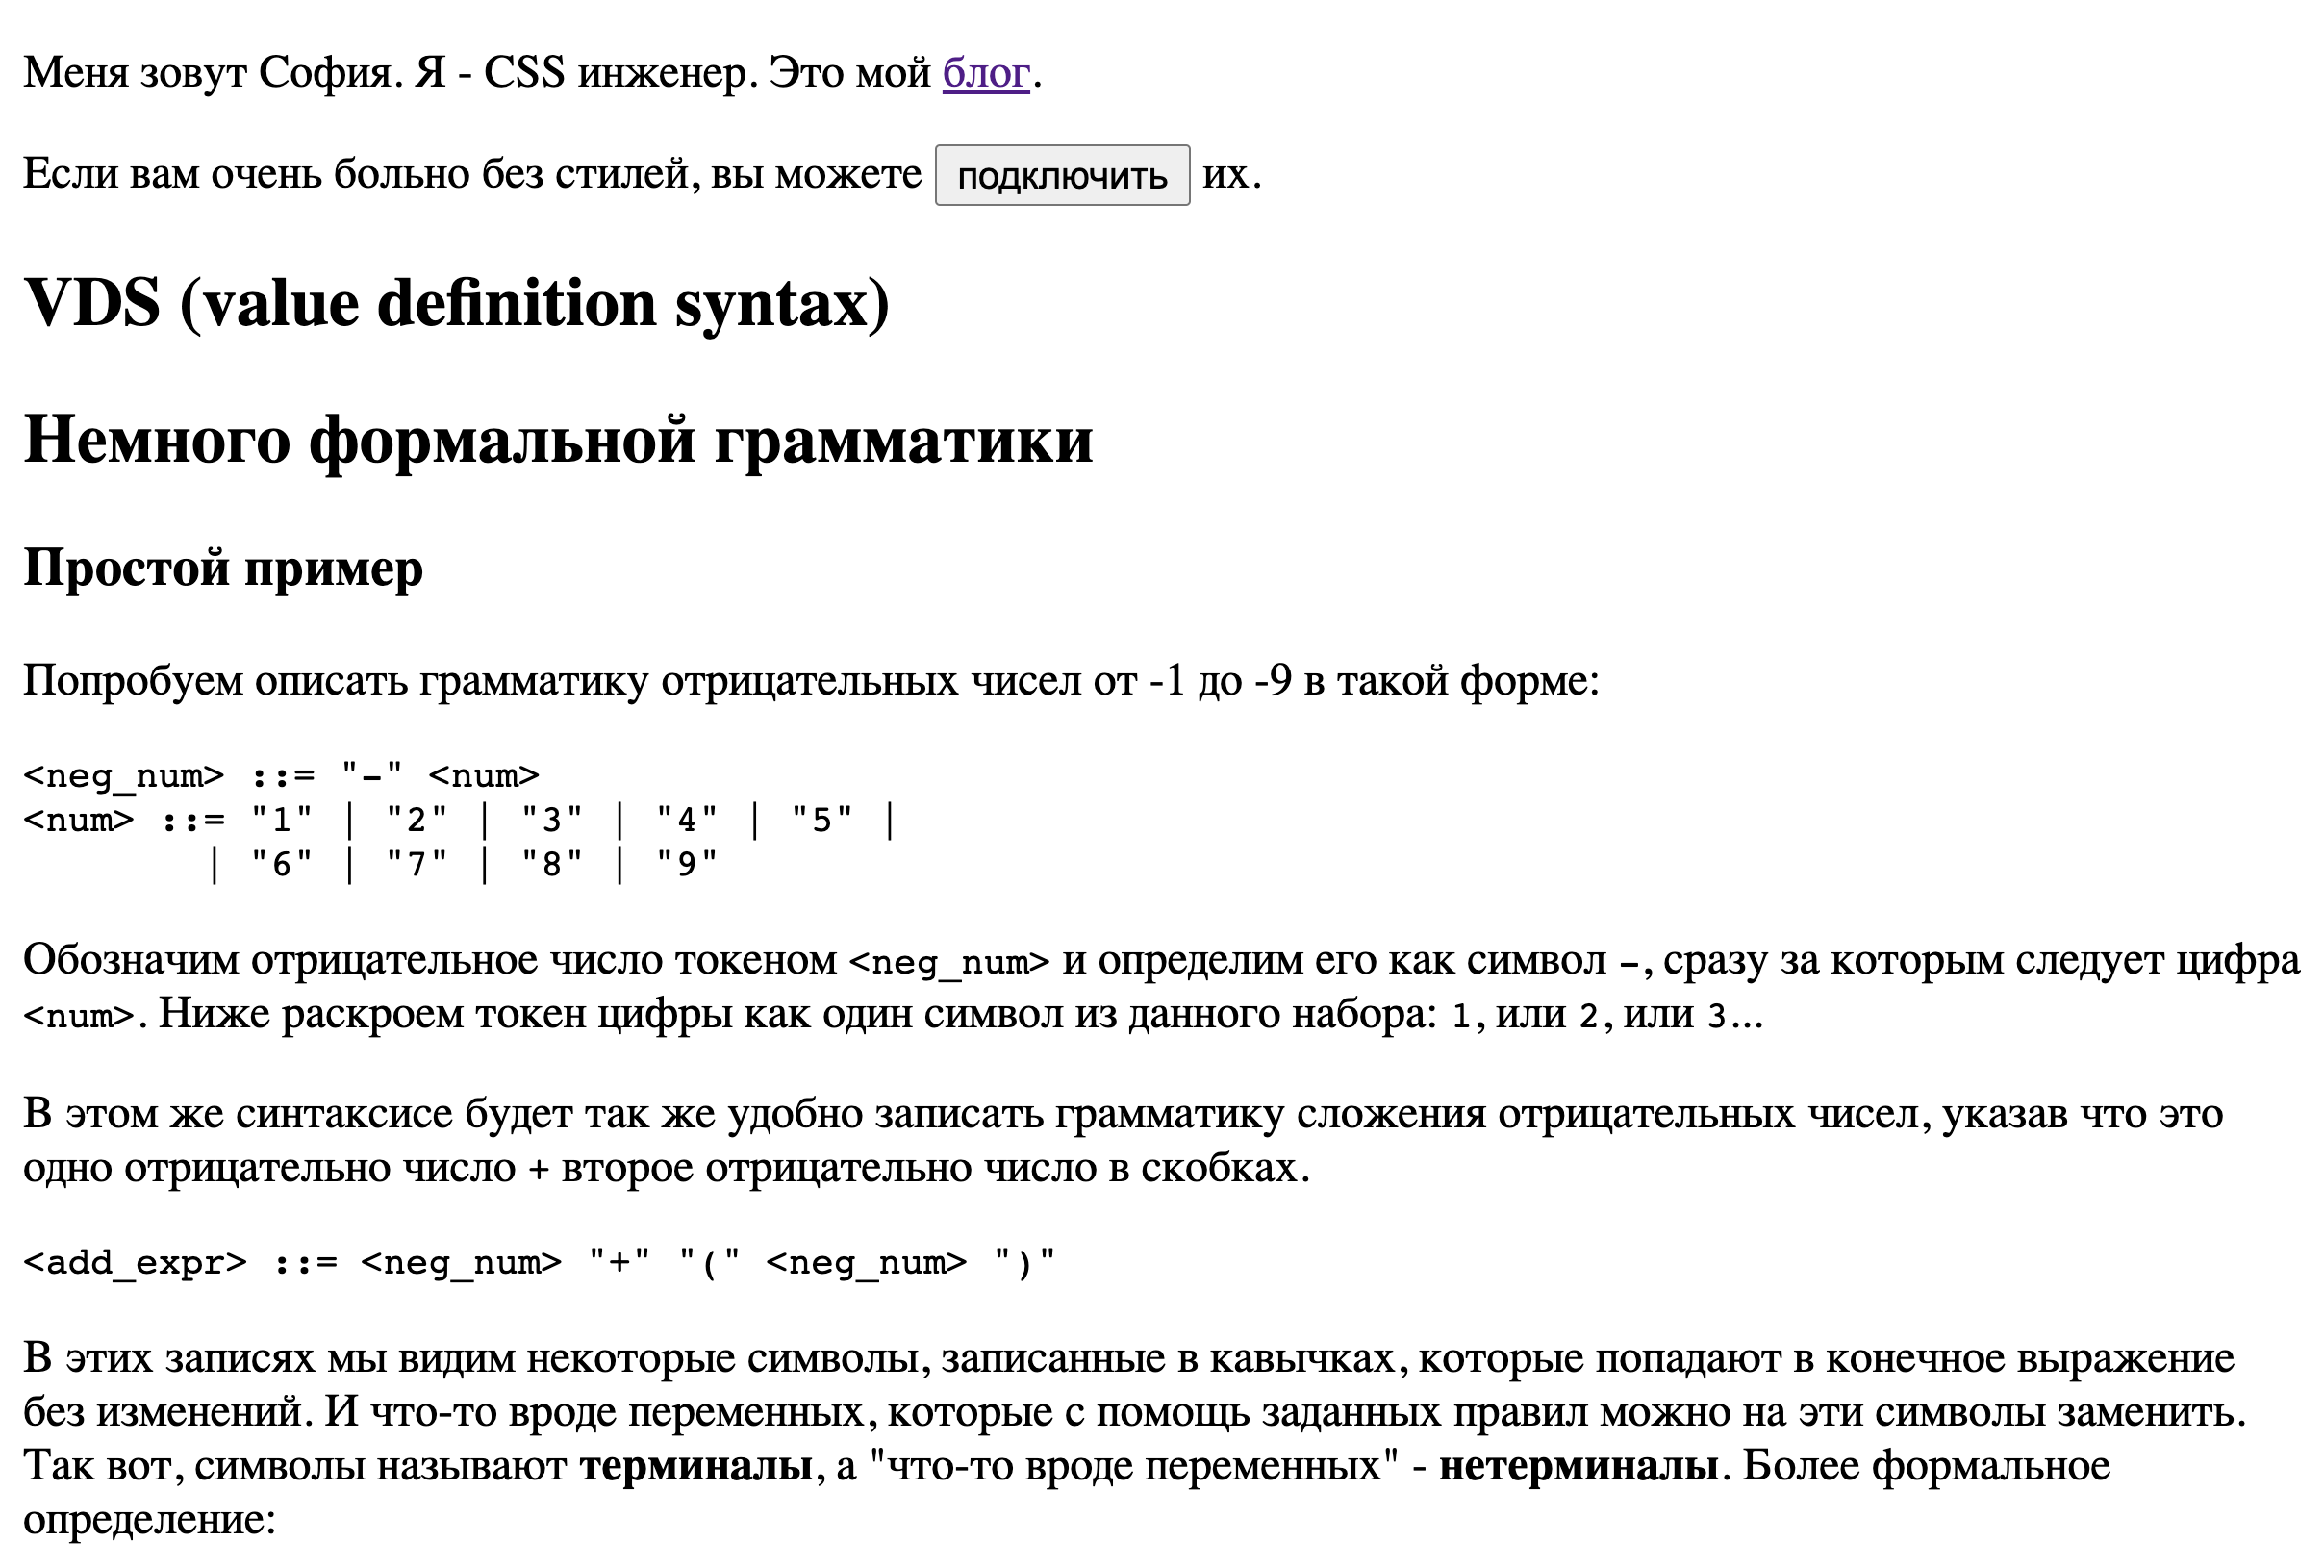 Меня зовут София. Я - CSS инженер. Это мой блог.
Если вам очень больно без стилей, вы можете подключить их.
VDS (value definition syntax)
Немного формальной грамматики
Простой пример
Попробуем описать грамматику отрицательных чисел от -1 до -9 в такой форме:
<neg_num> ::= "-" <num>
<num> ::= "1" | "2" | "3" | "4" | "5" |
| "6" | "7" | "8" | "9"
Обозначим отрицательное число токеном <neg_num> и определим его как символ -, сразу за которым следует цифра
<num>. Ниже раскроем токен цифры как один символ из данного набора: 1, или 2, или 3...
В этом же синтаксисе будет так же удобно записать грамматику сложения отрицательных чисел, указав что это
одно отрицательно число + второе отрицательно число в скобках.
<add_expr> ::= <neg_num> "+" "(" <neg_num> ")"
В этих записях мы видим некоторые символы, записанные в кавычках, которые попадают в конечное выражение
без изменений. И что-то вроде переменных, которые с помощь заданных правил можно на эти символы заменить.
Так вот, символы называют терминалы, а "что-то вроде переменных" - нетерминалы. Более формальное
определение: